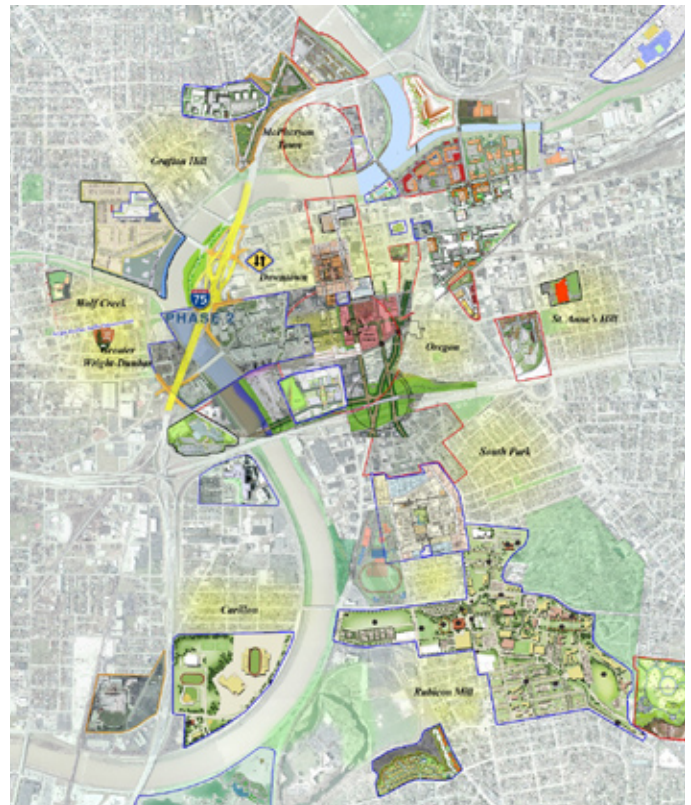 McPherson
Town
Grafton Hill
Downtown
75
Wolf Creek
PHASE 2
St. Anne's Hill
Greater
Wright-Dunbar
Oregon
South Park
Carillon
Rubicon Mill